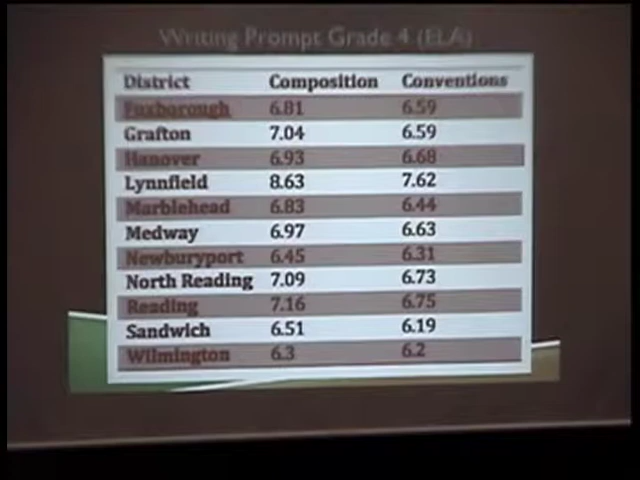 Writing Prompt Grade 4 (ELA)
District Composition Conventions
Foxborough 6.81 6.59
Grafton 7.04 6.59
Hanover 6.93 6.68
Lynnfield 8.63 7.62
Marblehead 6.83 6.44
Medway 6.97 6.63
Newburyport 6.45 6.31
North Reading 7.09 6.73
Reading 7.16 6.75
Sandwich 6.51 6.19
Wilmington 6.3 6.2